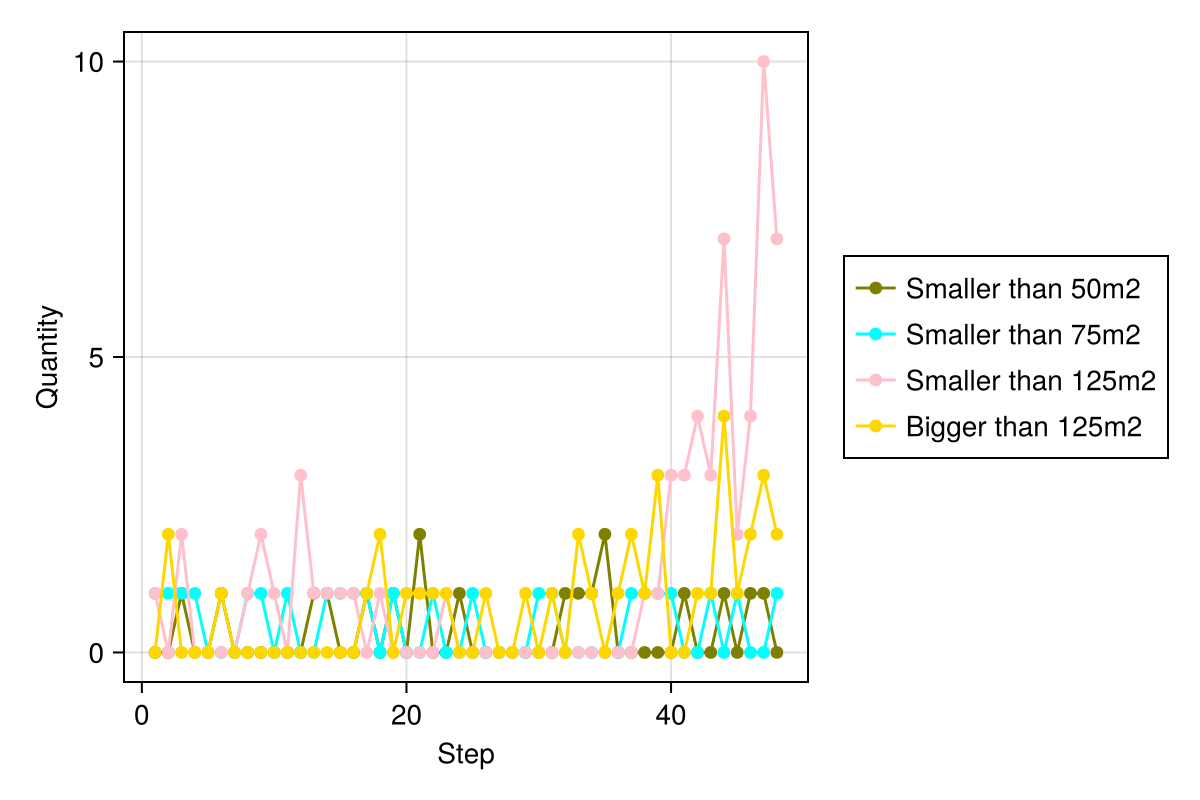 10
5
0
Quantity
0
20
40
Step
Smaller than 50m2
Smaller than 75m2
Smaller than 125m2
Bigger than 125m2